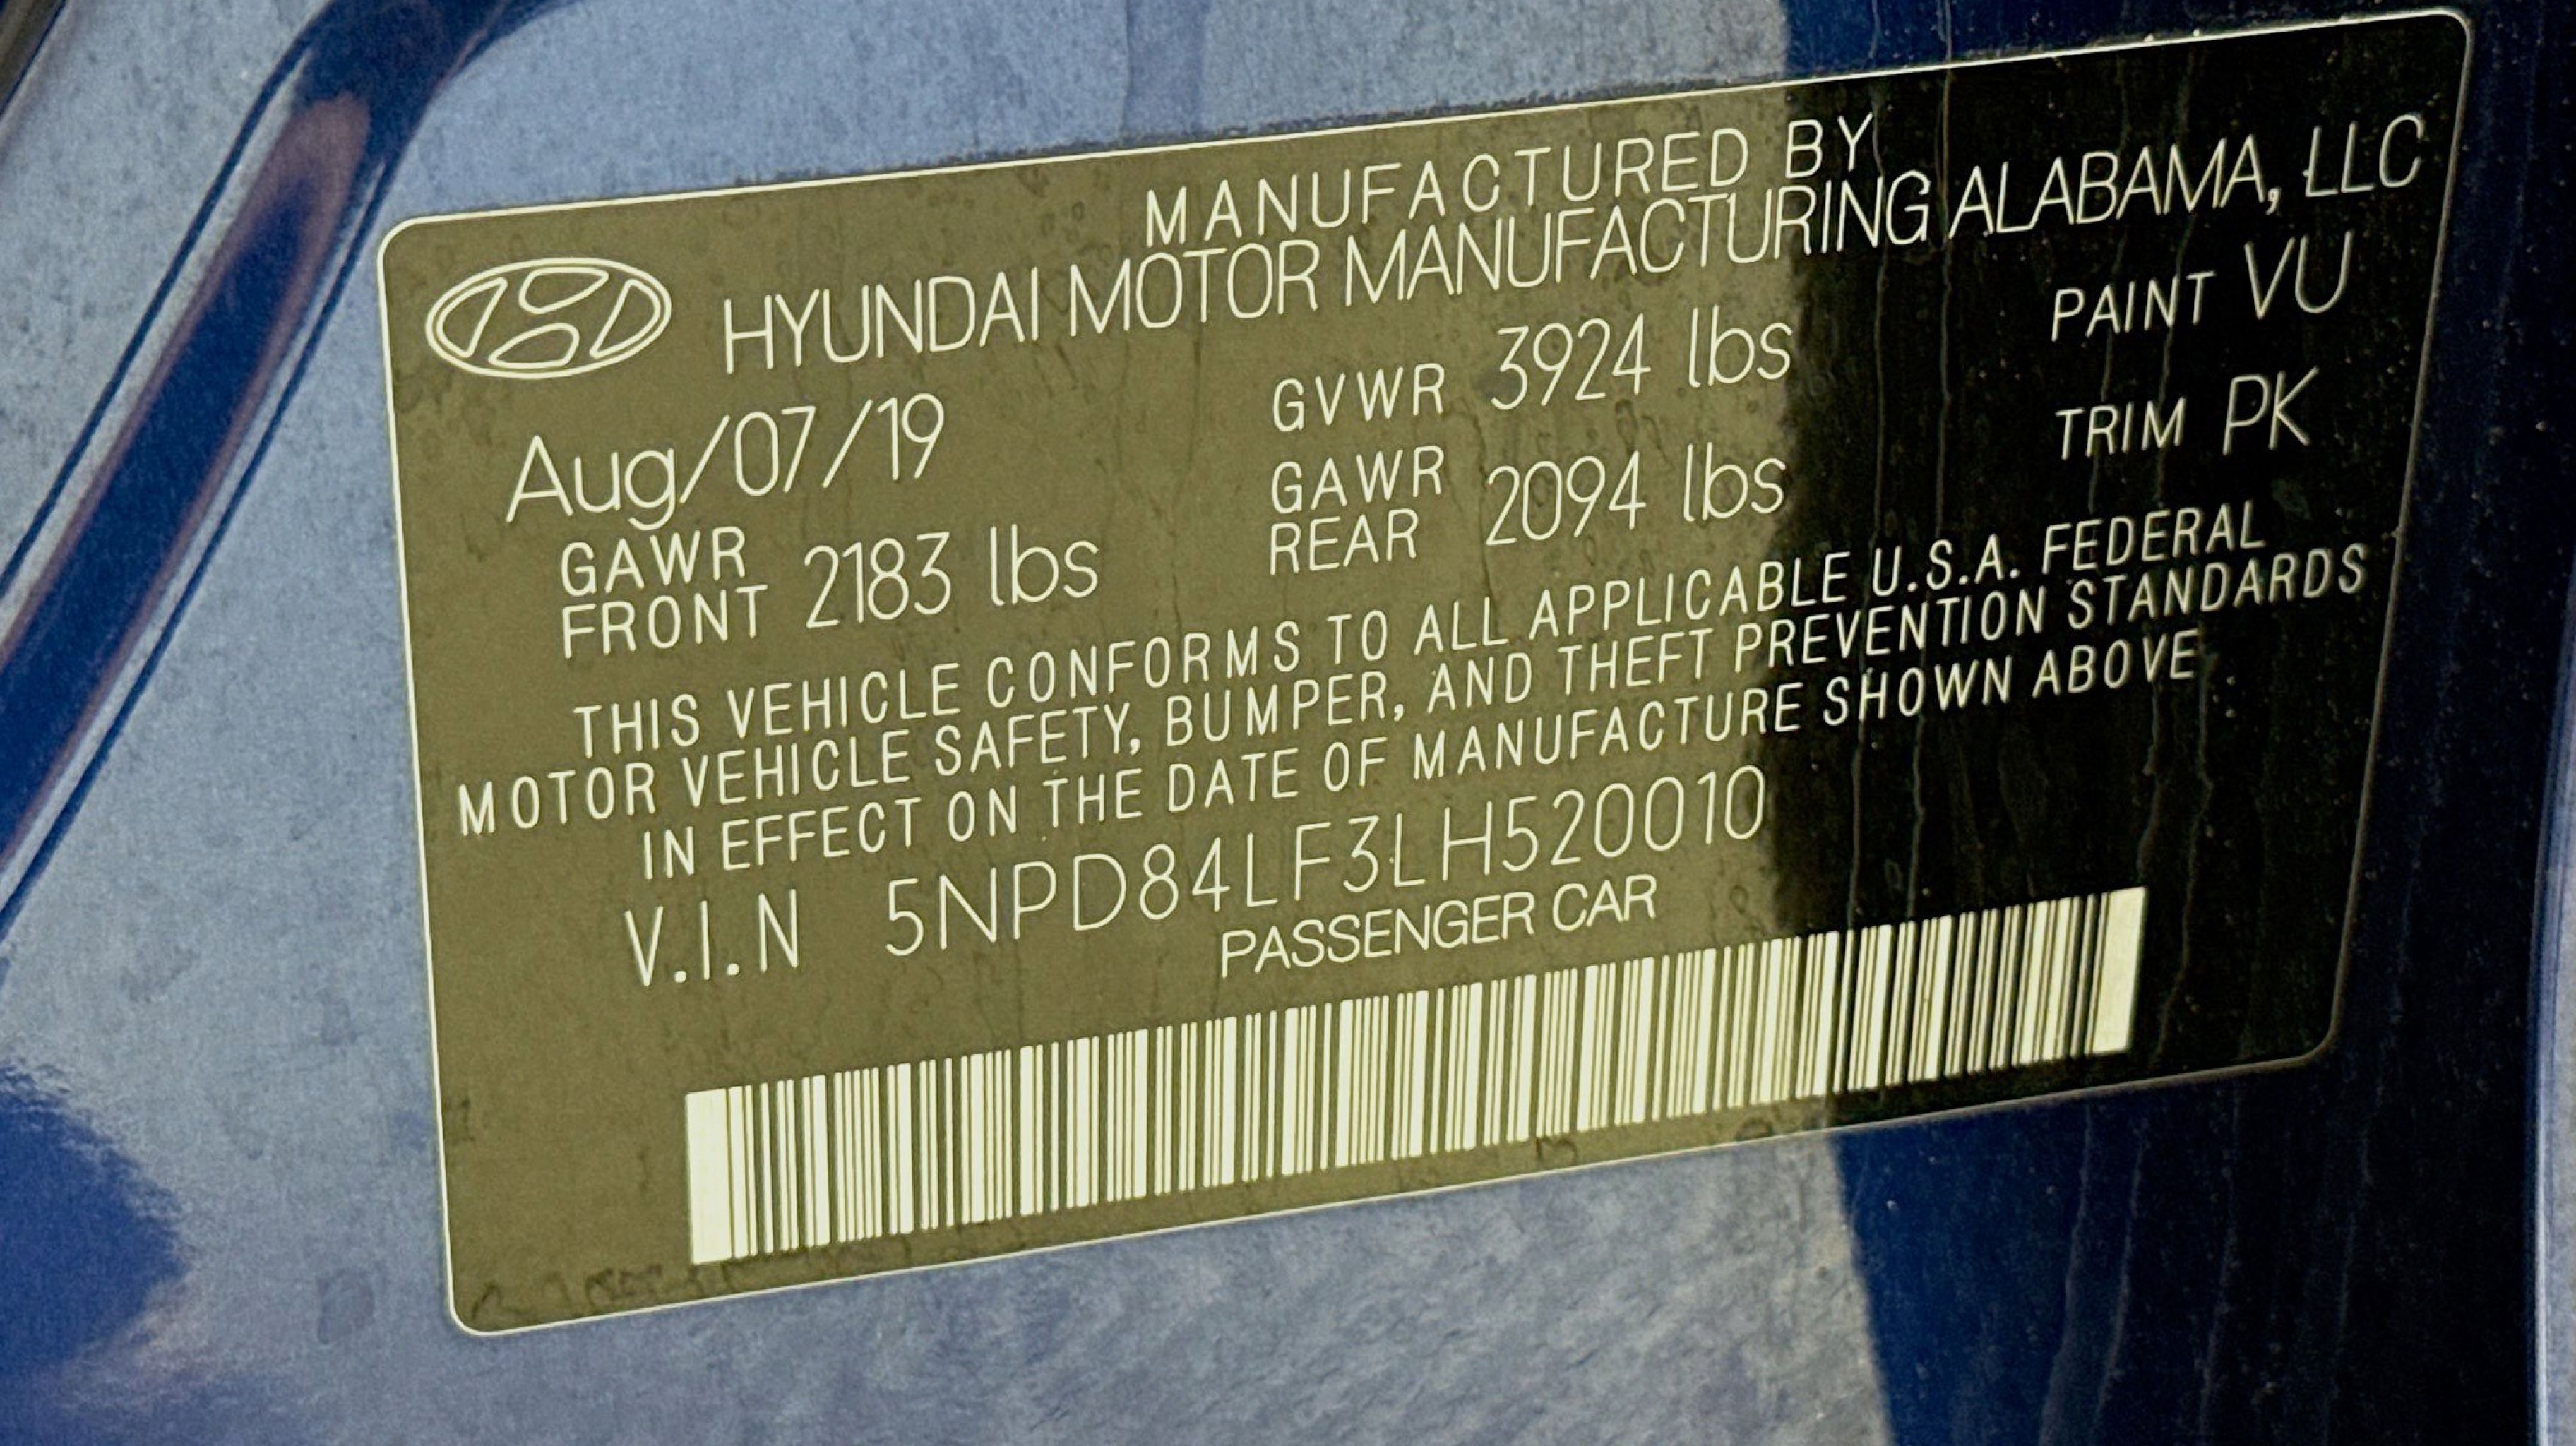 MANUFACTURED BY
HYUNDAI MOTOR MANUFACTURING ALABAMA, LLC
Aug/07/19 GVWR 3924 lbs PAINT VU
GAWR FRONT 2183 lbs GAWR REAR 2094 lbs TRIM PK
THIS VEHICLE CONFORMS TO ALL APPLICABLE U.S.A. FEDERAL
MOTOR VEHICLE SAFETY, BUMPER, AND THEFT PREVENTION STANDARDS
IN EFFECT ON THE DATE OF MANUFACTURE SHOWN ABOVE
V.I.N 5NPD84LF3LH520010
PASSENGER CAR